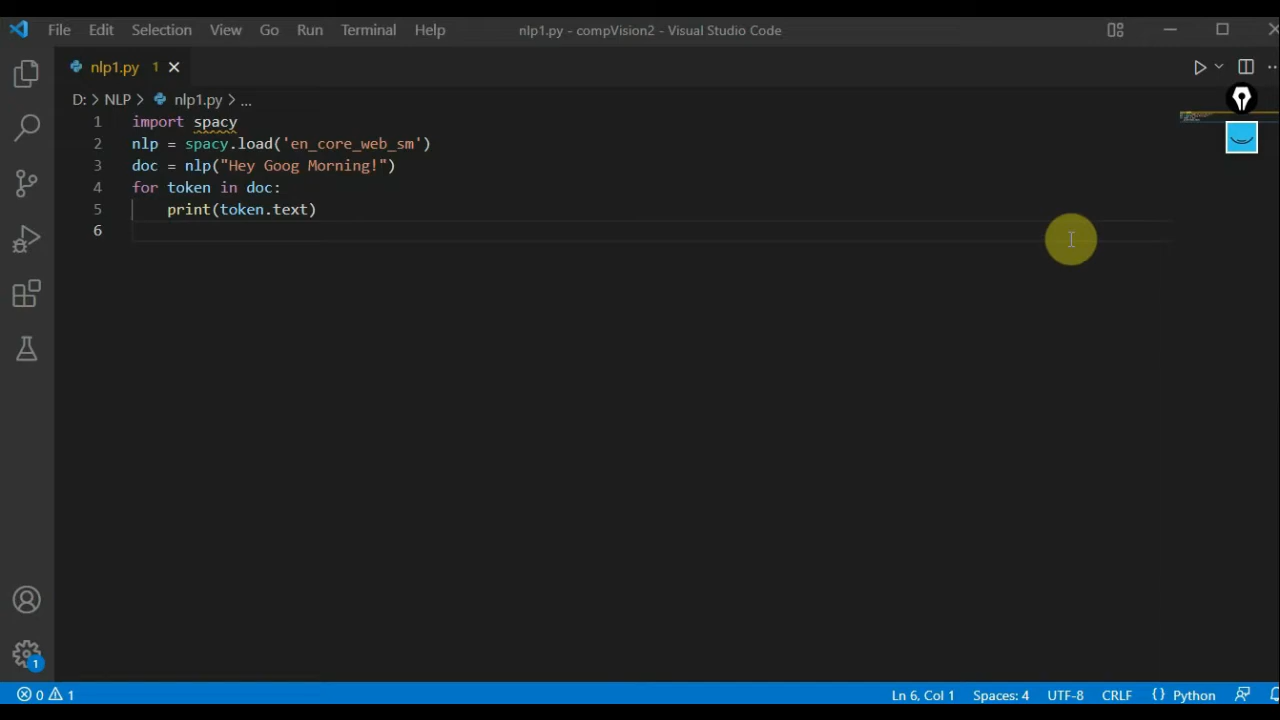 File Edit Selection View Go Run Terminal Help nlp1.py - compVision2 - Visual Studio Code
nlp1.py 1
D: > NLP > nlp1.py > ...
1 import spacy
2 nlp = spacy.load('en_core_web_sm')
3 doc = nlp("Hey Goog Morning!")
4 for token in doc:
5     print(token.text)
6
1
0 1 Ln 6, Col 1 Spaces: 4 UTF-8 CRLF {} Python